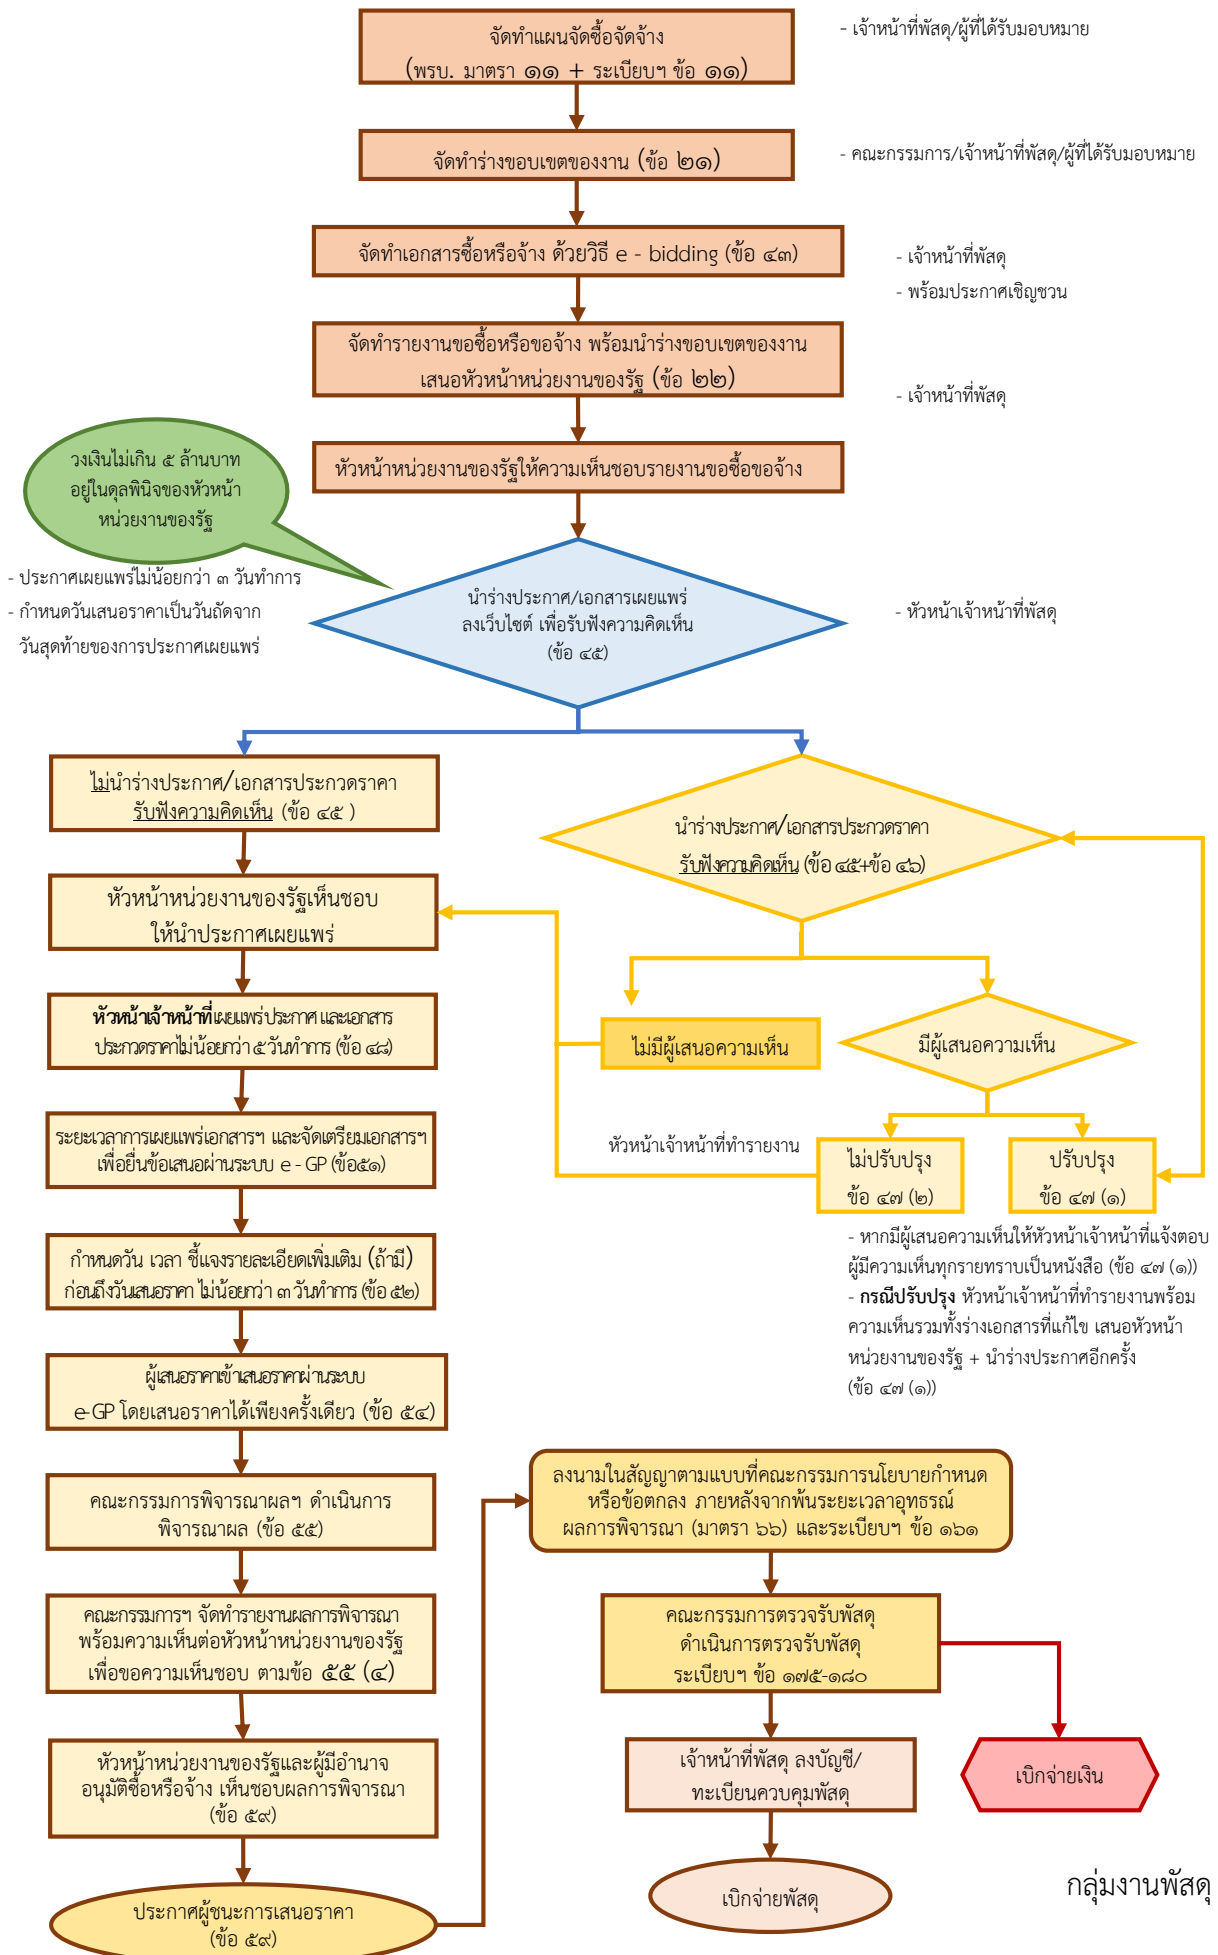 จัดทำแผนจัดซื้อจัดจ้าง
(พรบ. มาตรา ๑๑ + ระเบียบฯ ข้อ ๑๑)
- เจ้าหน้าที่พัสดุ/ผู้ที่ได้รับมอบหมาย
จัดทำร่างขอบเขตของงาน (ข้อ ๒๑)
- คณะกรรมการ/เจ้าหน้าที่พัสดุ/ผู้ที่ได้รับมอบหมาย
จัดทำเอกสารซื้อหรือจ้าง ด้วยวิธี e - bidding (ข้อ ๔๓)
- เจ้าหน้าที่พัสดุ
- พร้อมประกาศเชิญชวน
จัดทำรายงานขอซื้อหรือขอจ้าง พร้อมนำร่างขอบเขตของงาน
เสนอหัวหน้าหน่วยงานของรัฐ (ข้อ ๒๒)
- เจ้าหน้าที่พัสดุ
หัวหน้าหน่วยงานของรัฐให้ความเห็นชอบรายงานขอซื้อขอจ้าง
วงเงินไม่เกิน ๕ ล้านบาท
อยู่ในดุลพินิจของหัวหน้า
หน่วยงานของรัฐ
- ประกาศเผยแพร่ไม่น้อยกว่า ๓ วันทำการ
- กำหนดวันเสนอราคาเป็นวันถัดจาก
วันสุดท้ายของการประกาศเผยแพร่
นำร่างประกาศ/เอกสารเผยแพร่
ลงเว็บไซต์ เพื่อรับฟังความคิดเห็น
(ข้อ ๔๕)
- หัวหน้าเจ้าหน้าที่พัสดุ
ไม่นำร่างประกาศ/เอกสารประกวดราคา
รับฟังความคิดเห็น (ข้อ ๔๕ )
นำร่างประกาศ/เอกสารประกวดราคา
รับฟังความคิดเห็น (ข้อ ๔๕+ข้อ ๔๖)
หัวหน้าหน่วยงานของรัฐเห็นชอบ
ให้นำประกาศเผยแพร่
หัวหน้าเจ้าหน้าที่เผยแพร่ประกาศ และเอกสาร
ประกวดราคาไม่น้อยกว่า ๕ วันทำการ (ข้อ ๔๘)
ไม่มีผู้เสนอความเห็น
มีผู้เสนอความเห็น
ระยะเวลาการเผยแพร่เอกสารฯ และจัดเตรียมเอกสารฯ
เพื่อยื่นข้อเสนอผ่านระบบ e - GP (ข้อ๕๑)
หัวหน้าเจ้าหน้าที่ทำรายงาน
ไม่ปรับปรุง
ข้อ ๔๗ (๒)
ปรับปรุง
ข้อ ๔๗ (๑)
กำหนดวัน เวลา ชี้แจงรายละเอียดเพิ่มเติม (ถ้ามี)
ก่อนถึงวันเสนอราคา ไม่น้อยกว่า ๓ วันทำการ (ข้อ ๕๒)
- หากมีผู้เสนอความเห็นให้หัวหน้าเจ้าหน้าที่แจ้งตอบ
ผู้มีความเห็นทุกรายทราบเป็นหนังสือ (ข้อ ๔๗ (๑))
- กรณีปรับปรุง หัวหน้าเจ้าหน้าที่ทำรายงานพร้อม
ความเห็นรวมทั้งร่างเอกสารที่แก้ไข เสนอหัวหน้า
หน่วยงานของรัฐ + นำร่างประกาศอีกครั้ง
(ข้อ ๔๗ (๑))
ผู้เสนอราคาเข้าเสนอราคาผ่านระบบ
e-GP โดยเสนอราคาได้เพียงครั้งเดียว (ข้อ ๕๔)
คณะกรรมการพิจารณาผลฯ ดำเนินการ
พิจารณาผล (ข้อ ๕๕)
ลงนามในสัญญาตามแบบที่คณะกรรมการนโยบายกำหนด
หรือข้อตกลง ภายหลังจากพ้นระยะเวลาอุทธรณ์
ผลการพิจารณา (มาตรา ๖๖) และระเบียบฯ ข้อ ๑๖๑
คณะกรรมการฯ จัดทำรายงานผลการพิจารณา
พร้อมความเห็นต่อหัวหน้าหน่วยงานของรัฐ
เพื่อขอความเห็นชอบ ตามข้อ ๕๕ (๔)
คณะกรรมการตรวจรับพัสดุ
ดำเนินการตรวจรับพัสดุ
ระเบียบฯ ข้อ ๑๗๕-๑๘๐
หัวหน้าหน่วยงานของรัฐและผู้มีอำนาจ
อนุมัติซื้อหรือจ้าง เห็นชอบผลการพิจารณา
(ข้อ ๕๙)
เจ้าหน้าที่พัสดุ ลงบัญชี/
ทะเบียนควบคุมพัสดุ
เบิกจ่ายเงิน
ประกาศผู้ชนะการเสนอราคา
(ข้อ ๕๙)
เบิกจ่ายพัสดุ
กลุ่มงานพัสดุ